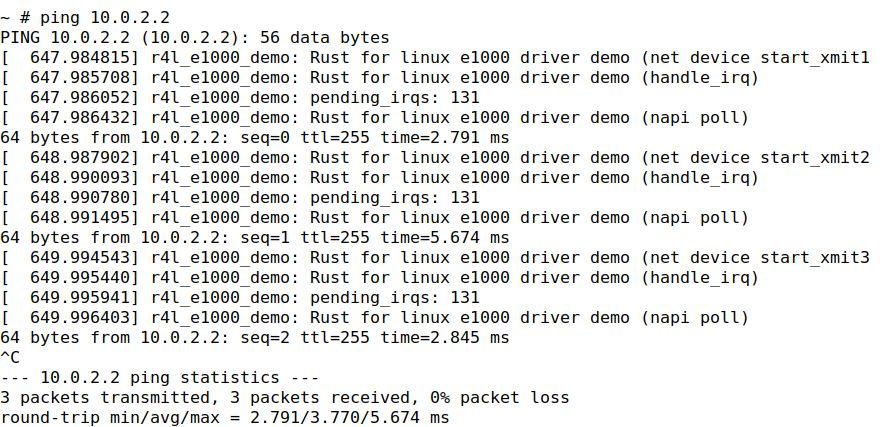 ~ # ping 10.0.2.2
PING 10.0.2.2 (10.0.2.2): 56 data bytes
[  647.984815] r4l_e1000_demo: Rust for linux e1000 driver demo (net device start_xmit1
[  647.985708] r4l_e1000_demo: Rust for linux e1000 driver demo (handle_irq)
[  647.986052] r4l_e1000_demo: pending_irqs: 131
[  647.986432] r4l_e1000_demo: Rust for linux e1000 driver demo (napi poll)
64 bytes from 10.0.2.2: seq=0 ttl=255 time=2.791 ms
[  648.987902] r4l_e1000_demo: Rust for linux e1000 driver demo (net device start_xmit2
[  648.990093] r4l_e1000_demo: Rust for linux e1000 driver demo (handle_irq)
[  648.990780] r4l_e1000_demo: pending_irqs: 131
[  648.991495] r4l_e1000_demo: Rust for linux e1000 driver demo (napi poll)
64 bytes from 10.0.2.2: seq=1 ttl=255 time=5.674 ms
[  649.994543] r4l_e1000_demo: Rust for linux e1000 driver demo (net device start_xmit3
[  649.995440] r4l_e1000_demo: Rust for linux e1000 driver demo (handle_irq)
[  649.995941] r4l_e1000_demo: pending_irqs: 131
[  649.996403] r4l_e1000_demo: Rust for linux e1000 driver demo (napi poll)
64 bytes from 10.0.2.2: seq=2 ttl=255 time=2.845 ms
^C
--- 10.0.2.2 ping statistics ---
3 packets transmitted, 3 packets received, 0% packet loss
round-trip min/avg/max = 2.791/3.770/5.674 ms